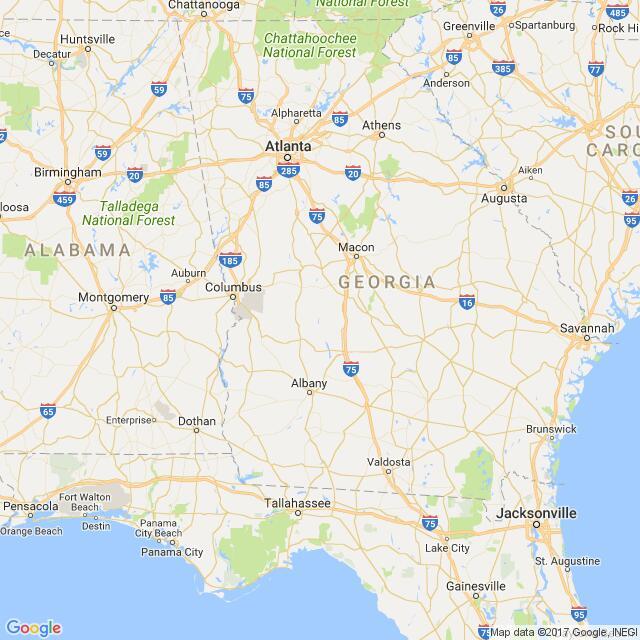 Chattanooga
Huntsville
Decatur
Chattahoochee
National Forest
Greenville
Spartanburg
Rock Hi
26
485
85
385
77
Anderson
59
75
Alpharetta
85
Athens
Atlanta
SOU
CARO
59
20
285
20
Birmingham
459
85
Aiken
Augusta
26
loosa
Talladega
National Forest
75
95
ALABAMA
185
Macon
Auburn
GEORGIA
Columbus
Montgomery
85
16
Savannah
75
Albany
65
Enterprise
Dothan
Brunswick
Valdosta
Pensacola
Fort Walton
Beach
Tallahassee
75
Jacksonville
Orange Beach
Destin
Panama
City Beach
Panama City
Lake City
St. Augustine
Gainesville
95
75
Google
Map data ©2017 Google, INEGI